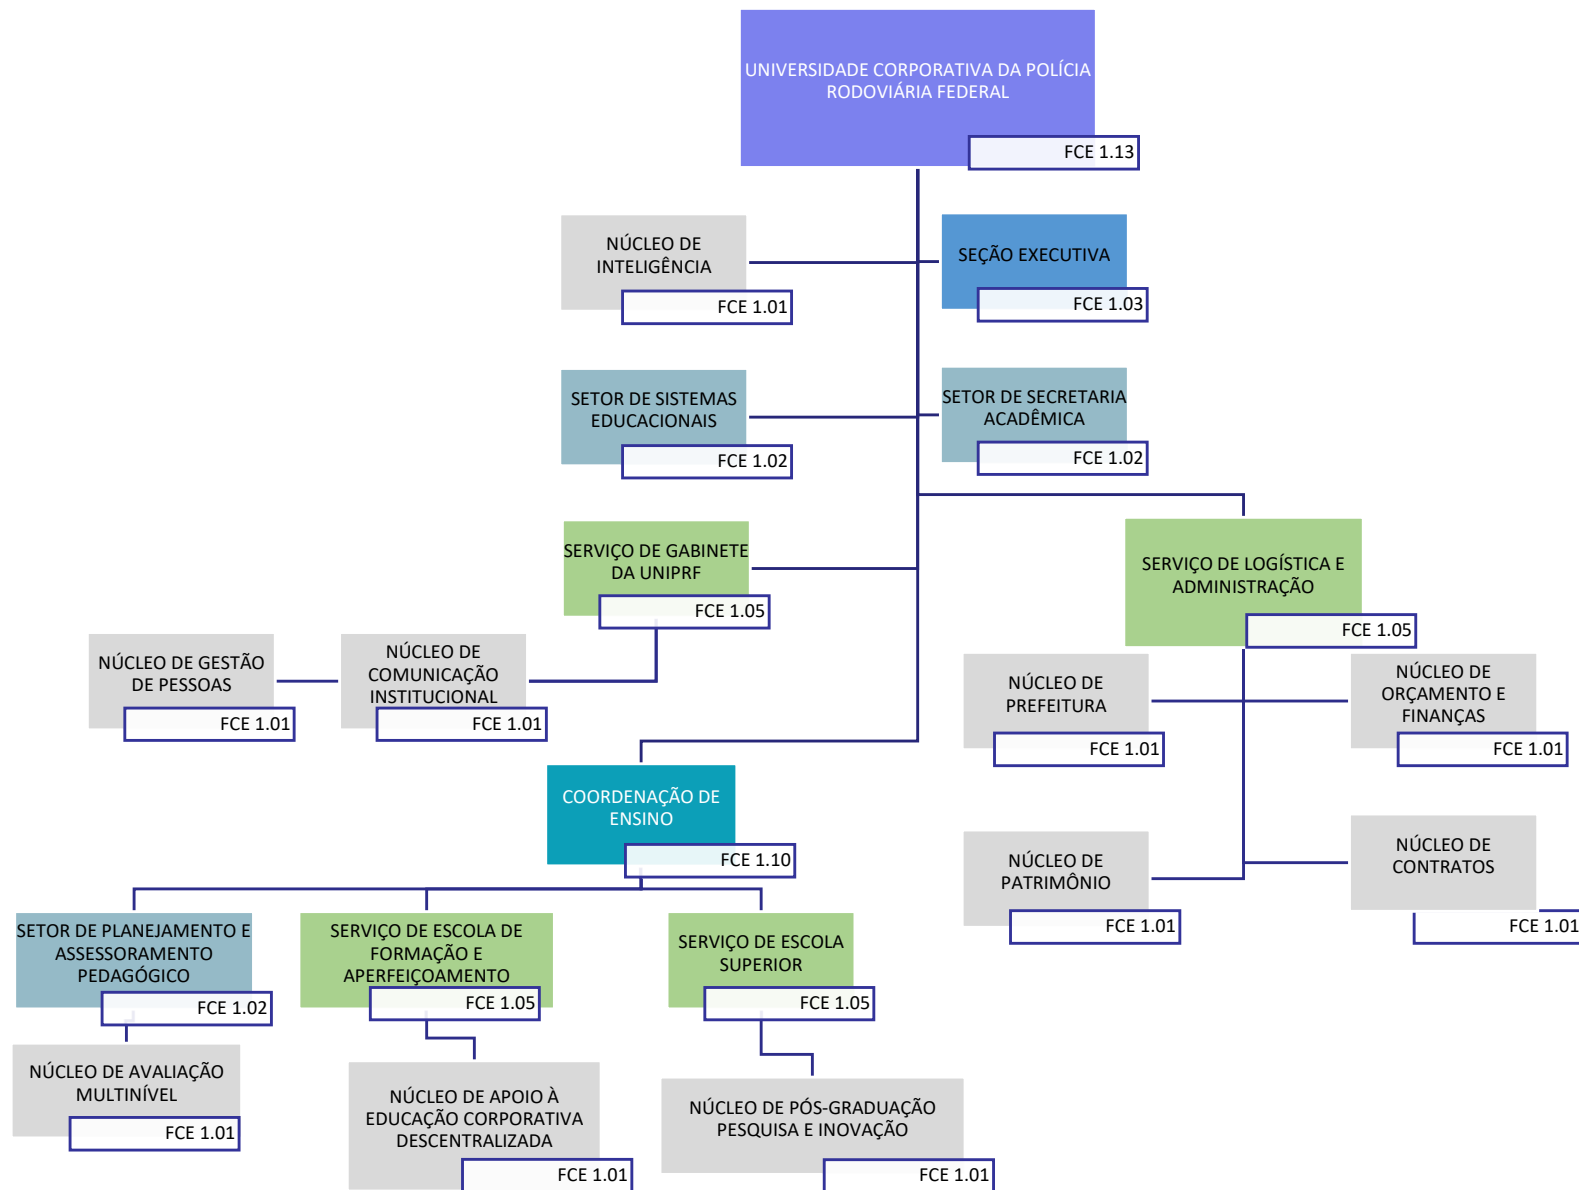 UNIVERSIDADE CORPORATIVA DA POLÍCIA
RODOVIÁRIA FEDERAL
FCE 1.13
NÚCLEO DE
INTELIGÊNCIA
FCE 1.01
SEÇÃO EXECUTIVA
FCE 1.03
SETOR DE SISTEMAS
EDUCACIONAIS
FCE 1.02
SETOR DE SECRETARIA
ACADÊMICA
FCE 1.02
SERVIÇO DE GABINETE
DA UNIPRF
FCE 1.05
SERVIÇO DE LOGÍSTICA E
ADMINISTRAÇÃO
FCE 1.05
NÚCLEO DE GESTÃO
DE PESSOAS
FCE 1.01
NÚCLEO DE
COMUNICAÇÃO
INSTITUCIONAL
FCE 1.01
NÚCLEO DE
PREFEITURA
FCE 1.01
NÚCLEO DE
ORÇAMENTO E
FINANÇAS
FCE 1.01
COORDENAÇÃO DE
ENSINO
FCE 1.10
NÚCLEO DE
PATRIMÔNIO
FCE 1.01
NÚCLEO DE
CONTRATOS
FCE 1.01
SETOR DE PLANEJAMENTO E
ASSESSORAMENTO
PEDAGÓGICO
FCE 1.02
SERVIÇO DE ESCOLA DE
FORMAÇÃO E
APERFEIÇOAMENTO
FCE 1.05
SERVIÇO DE ESCOLA
SUPERIOR
FCE 1.05
NÚCLEO DE AVALIAÇÃO
MULTINÍVEL
FCE 1.01
NÚCLEO DE APOIO À
EDUCAÇÃO CORPORATIVA
DESCENTRALIZADA
FCE 1.01
NÚCLEO DE PÓS-GRADUAÇÃO
PESQUISA E INOVAÇÃO
FCE 1.01